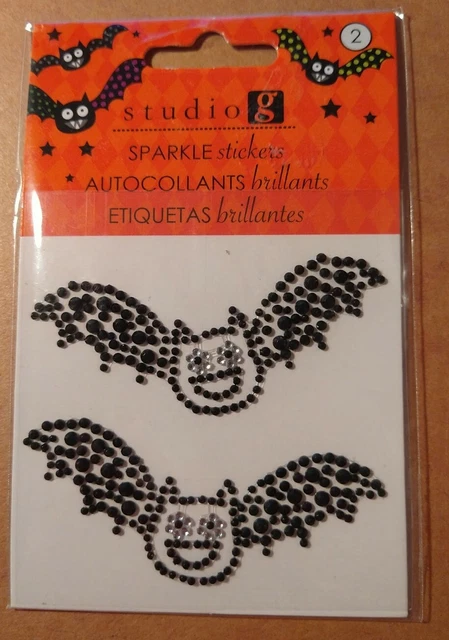 2
studio g
SPARKLE stickers
AUTOCOLLANTS brillants
ETIQUETAS brillantes